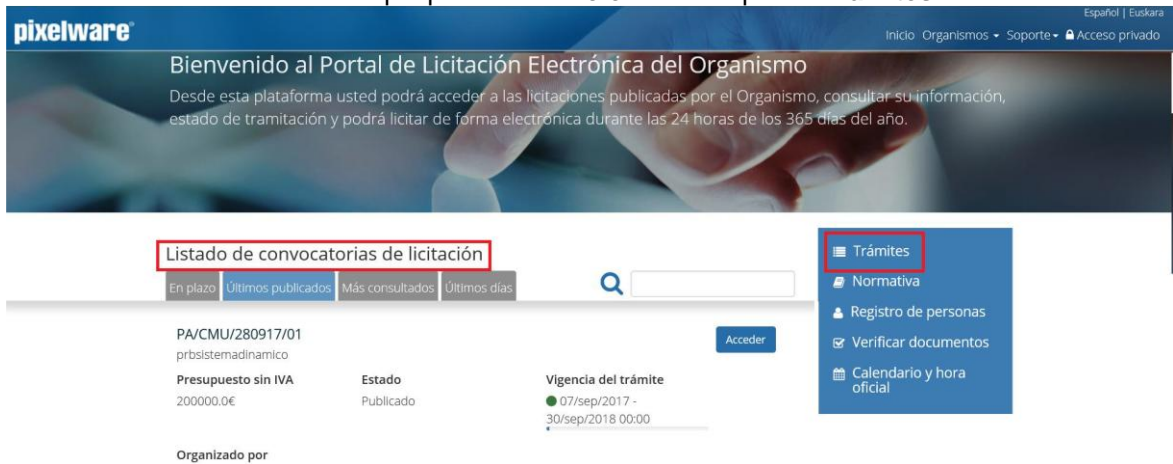 Español | Euskara
pixelware
Inicio Organismos Soporte Acceso privado
Bienvenido al Portal de Licitación Electrónica del Organismo
Desde esta plataforma usted podrá acceder a las licitaciones publicadas por el Organismo, consultar su información,
estado de tramitación y podrá licitar de forma electrónica durante las 24 horas de los 365 días del año.
Listado de convocatorias de licitación
En plazo Últimos publicados Más consultados Últimos días
Trámites
Normativa
Registro de personas
Verificar documentos
Calendario y hora
oficial
PA/CMU/280917/01
prbsistemadinamico
Acceder
Presupuesto sin IVA Estado Vigencia del trámite
200000.0€ Publicado 07/sep/2017 -
30/sep/2018 00:00
Organizado por